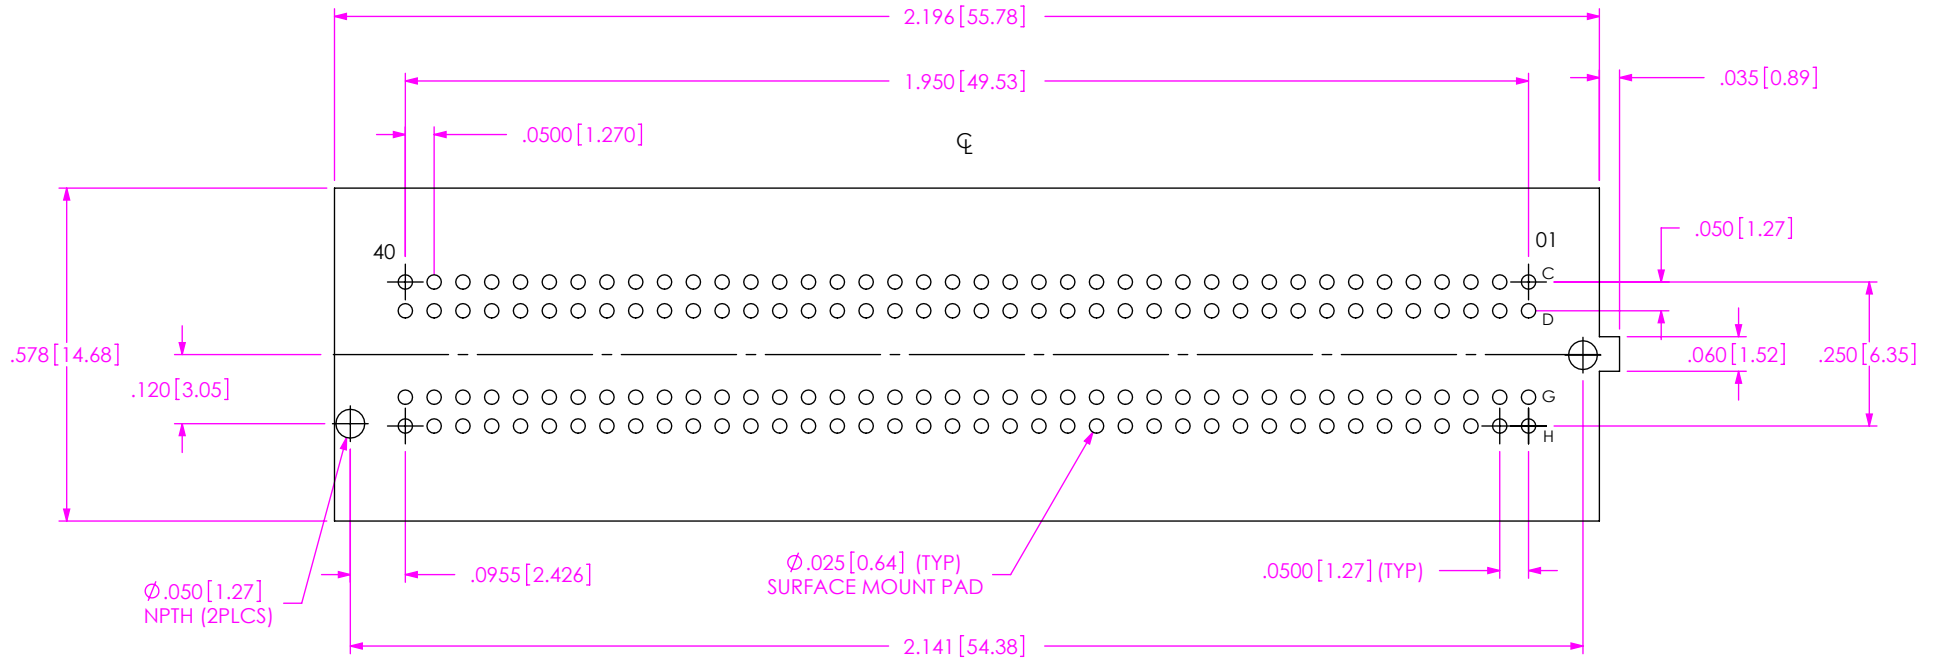 2.196[55.78]
1.950[49.53]
.035[0.89]
.0500[1.270]
℄
.050[1.27]
40
01
C
D
.578[14.68]
.060[1.52]
.250[6.35]
.120[3.05]
G
H
Ø.050[1.27]
NPTH (2PLCS)
.0955[2.426]
Ø.025[0.64] (TYP)
SURFACE MOUNT PAD
.0500[1.27](TYP)
2.141[54.38]